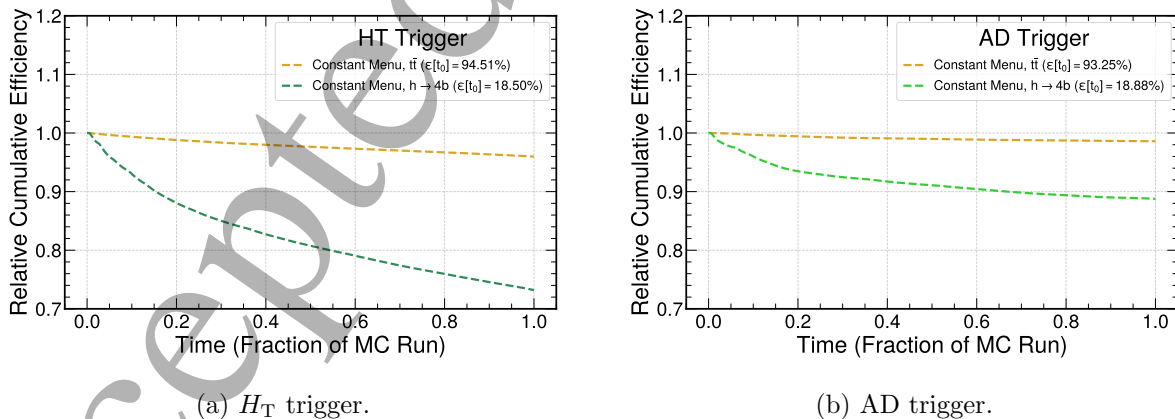 HT Trigger
Constant Menu, tt̄ (ε[t₀] = 94.51%)
Constant Menu, h → 4b (ε[t₀] = 18.50%)
Relative Cumulative Efficiency
1.2
1.1
1.0
0.9
0.8
0.7
0.0 0.2 0.4 0.6 0.8 1.0
Time (Fraction of MC Run)
(a) H_T trigger.
AD Trigger
Constant Menu, tt̄ (ε[t₀] = 93.25%)
Constant Menu, h → 4b (ε[t₀] = 18.88%)
Relative Cumulative Efficiency
1.2
1.1
1.0
0.9
0.8
0.7
0.0 0.2 0.4 0.6 0.8 1.0
Time (Fraction of MC Run)
(b) AD trigger.